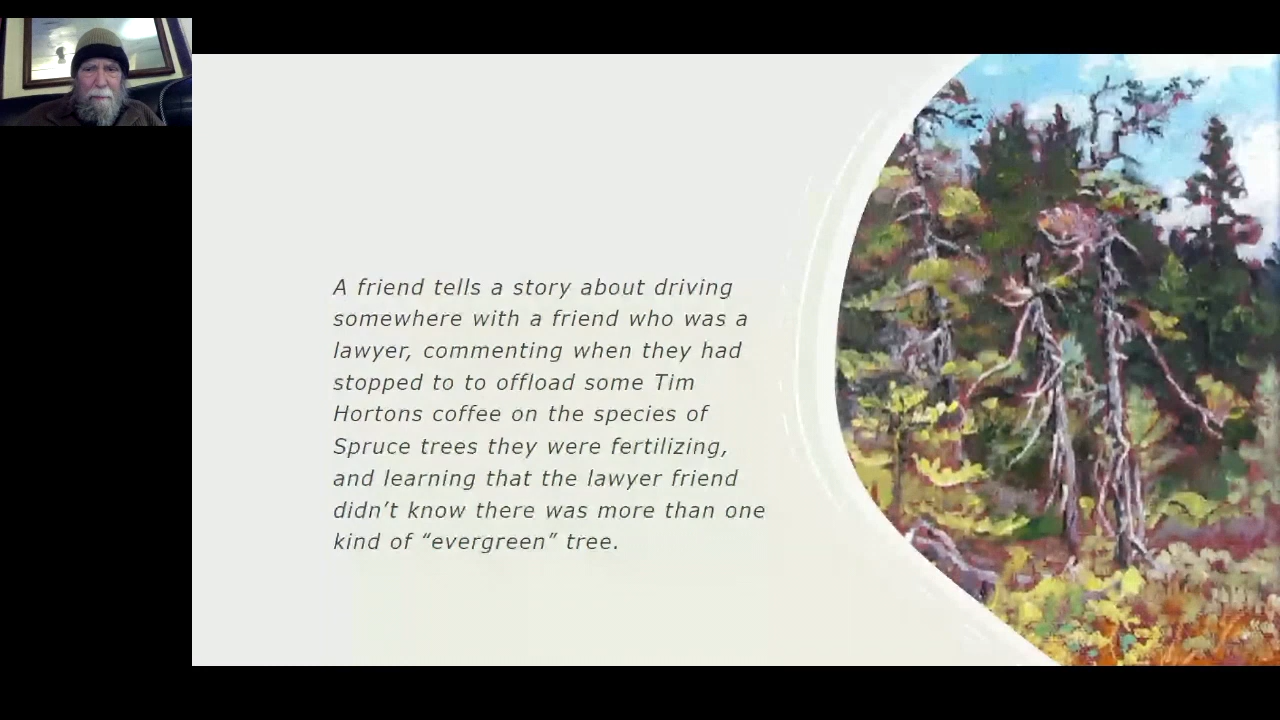 A friend tells a story about driving
somewhere with a friend who was a
lawyer, commenting when they had
stopped to to offload some Tim
Hortons coffee on the species of
Spruce trees they were fertilizing,
and learning that the lawyer friend
didn’t know there was more than one
kind of “evergreen” tree.